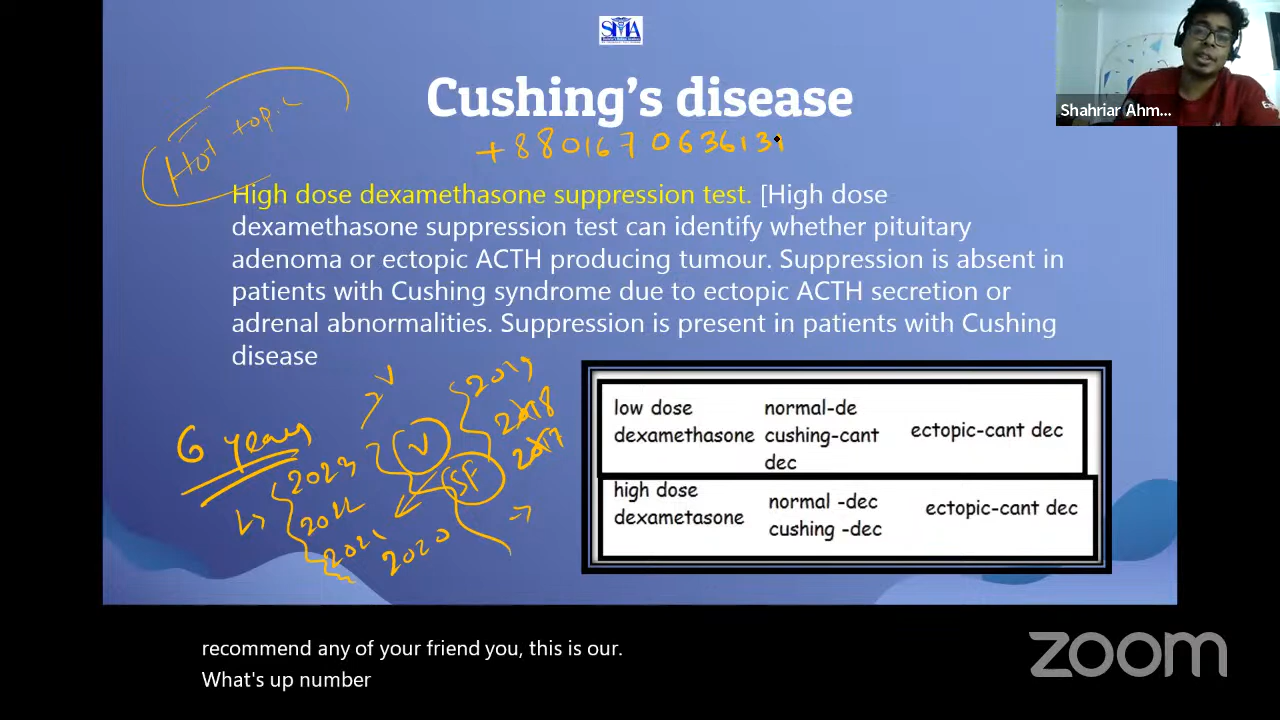 SMA
Cushing's disease
+8801670636131
Hot topic
Shahriar Ahm...
High dose dexamethasone suppression test. [High dose
dexamethasone suppression test can identify whether pituitary
adenoma or ectopic ACTH producing tumour. Suppression is absent in
patients with Cushing syndrome due to ectopic ACTH secretion or
adrenal abnormalities. Suppression is present in patients with Cushing
disease
6 years
2023
2022
2021
2020
2019
2018
2017
SF
low dose
dexamethasone
normal-de
cushing-cant
dec
ectopic-cant dec
high dose
dexametasone
normal -dec
cushing -dec
ectopic-cant dec
recommend any of your friend you, this is our.
What's up number
zoom